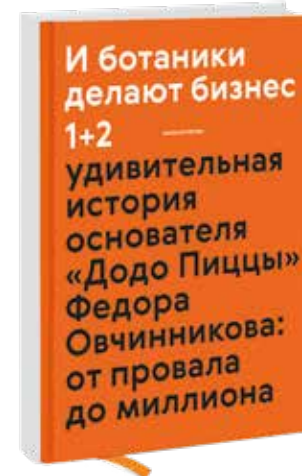 И ботаники
делают бизнес
1+2
удивительная
история
основателя
«Додо Пиццы»
Федора
Овчинникова:
от провала
до миллиона